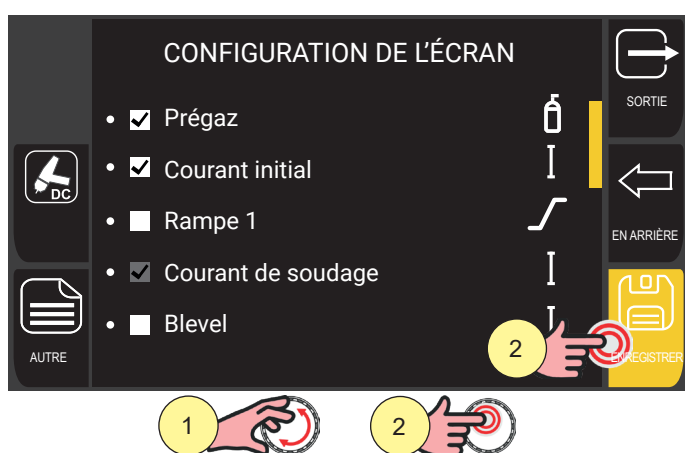 CONFIGURATION DE L'ÉCRAN
SORTIE
Prégaz
Courant initial
DC
Rampe 1
EN ARRIÈRE
Courant de soudage
Blevel
AUTRE
2
ENREGISTRER
1
2